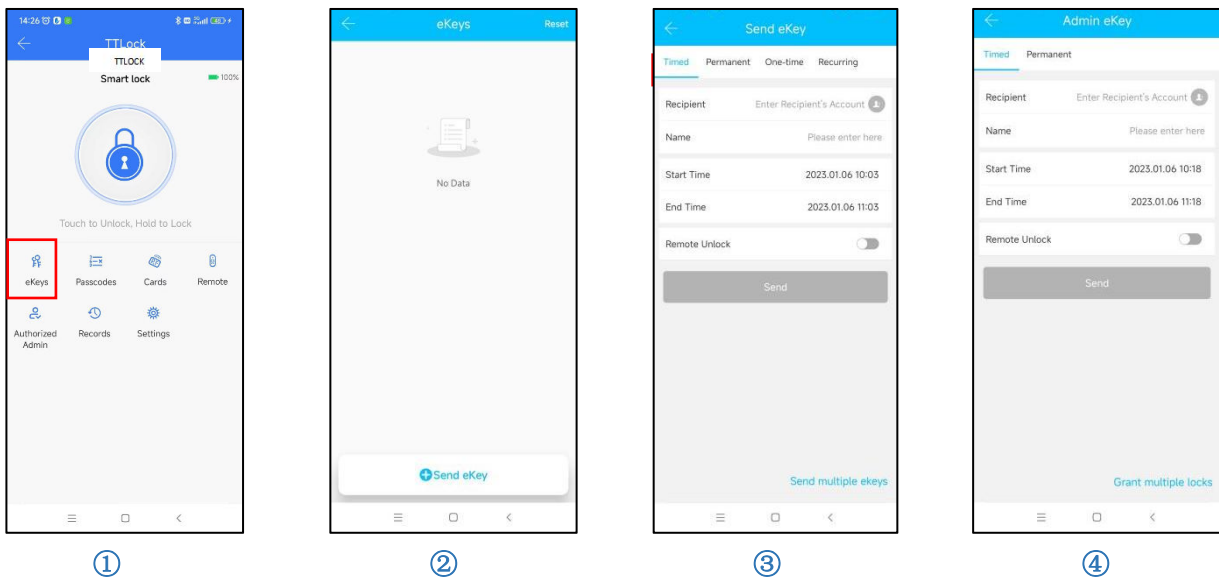 14:26
TTLock
TTLOCK
Smart lock
100%
Touch to Unlock, Hold to Lock
eKeys
Passcodes
Cards
Remote
Authorized Admin
Records
Settings
①
eKeys
Reset
No Data
Send eKey
②
Send eKey
Timed Permanent One-time Recurring
Recipient Enter Recipient's Account
Name Please enter here
Start Time 2023.01.06 10:03
End Time 2023.01.06 11:03
Remote Unlock
Send
Send multiple ekeys
③
Admin eKey
Timed Permanent
Recipient Enter Recipient's Account
Name Please enter here
Start Time 2023.01.06 10:18
End Time 2023.01.06 11:18
Remote Unlock
Send
Grant multiple locks
④